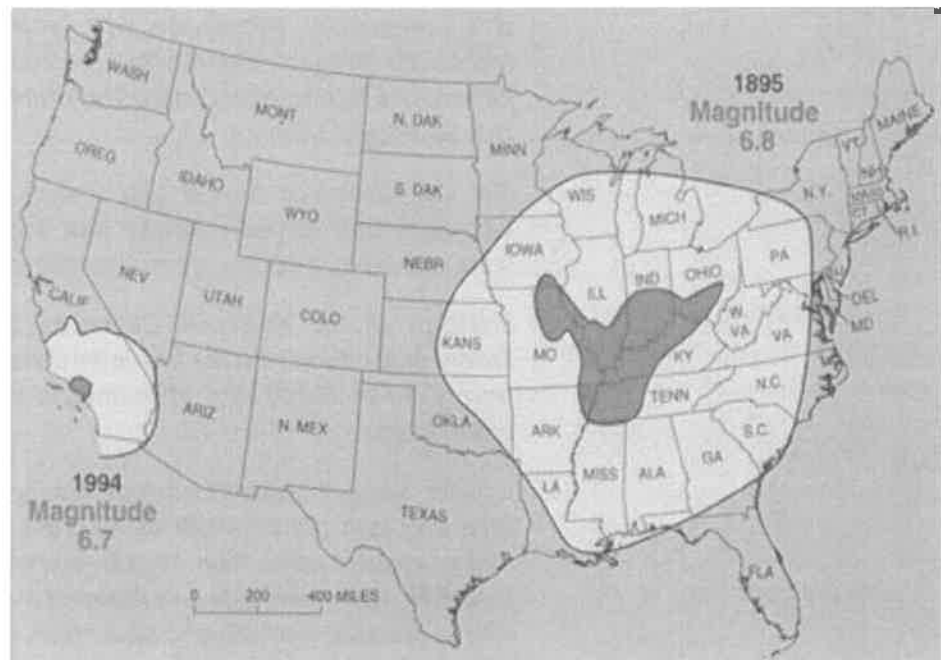 WASH
MONT
N. DAK
MINN
1895
Magnitude
6.8
MAINE
VT
NH
OREG
IDAHO
S. DAK
WIS
MICH
N.Y.
R.I.
WYO
IOWA
NEBR
PA
NEV
UTAH
COLO
ILL
IND
OHIO
CALIF
DEL
W.
VA
VA
MD
KANS
MO
KY
TENN
N.C.
ARIZ
N. MEX
OKLA
ARK
S.C.
MISS
ALA
GA
LA
1994
Magnitude
6.7
TEXAS
FLA
0 200 400 MILES